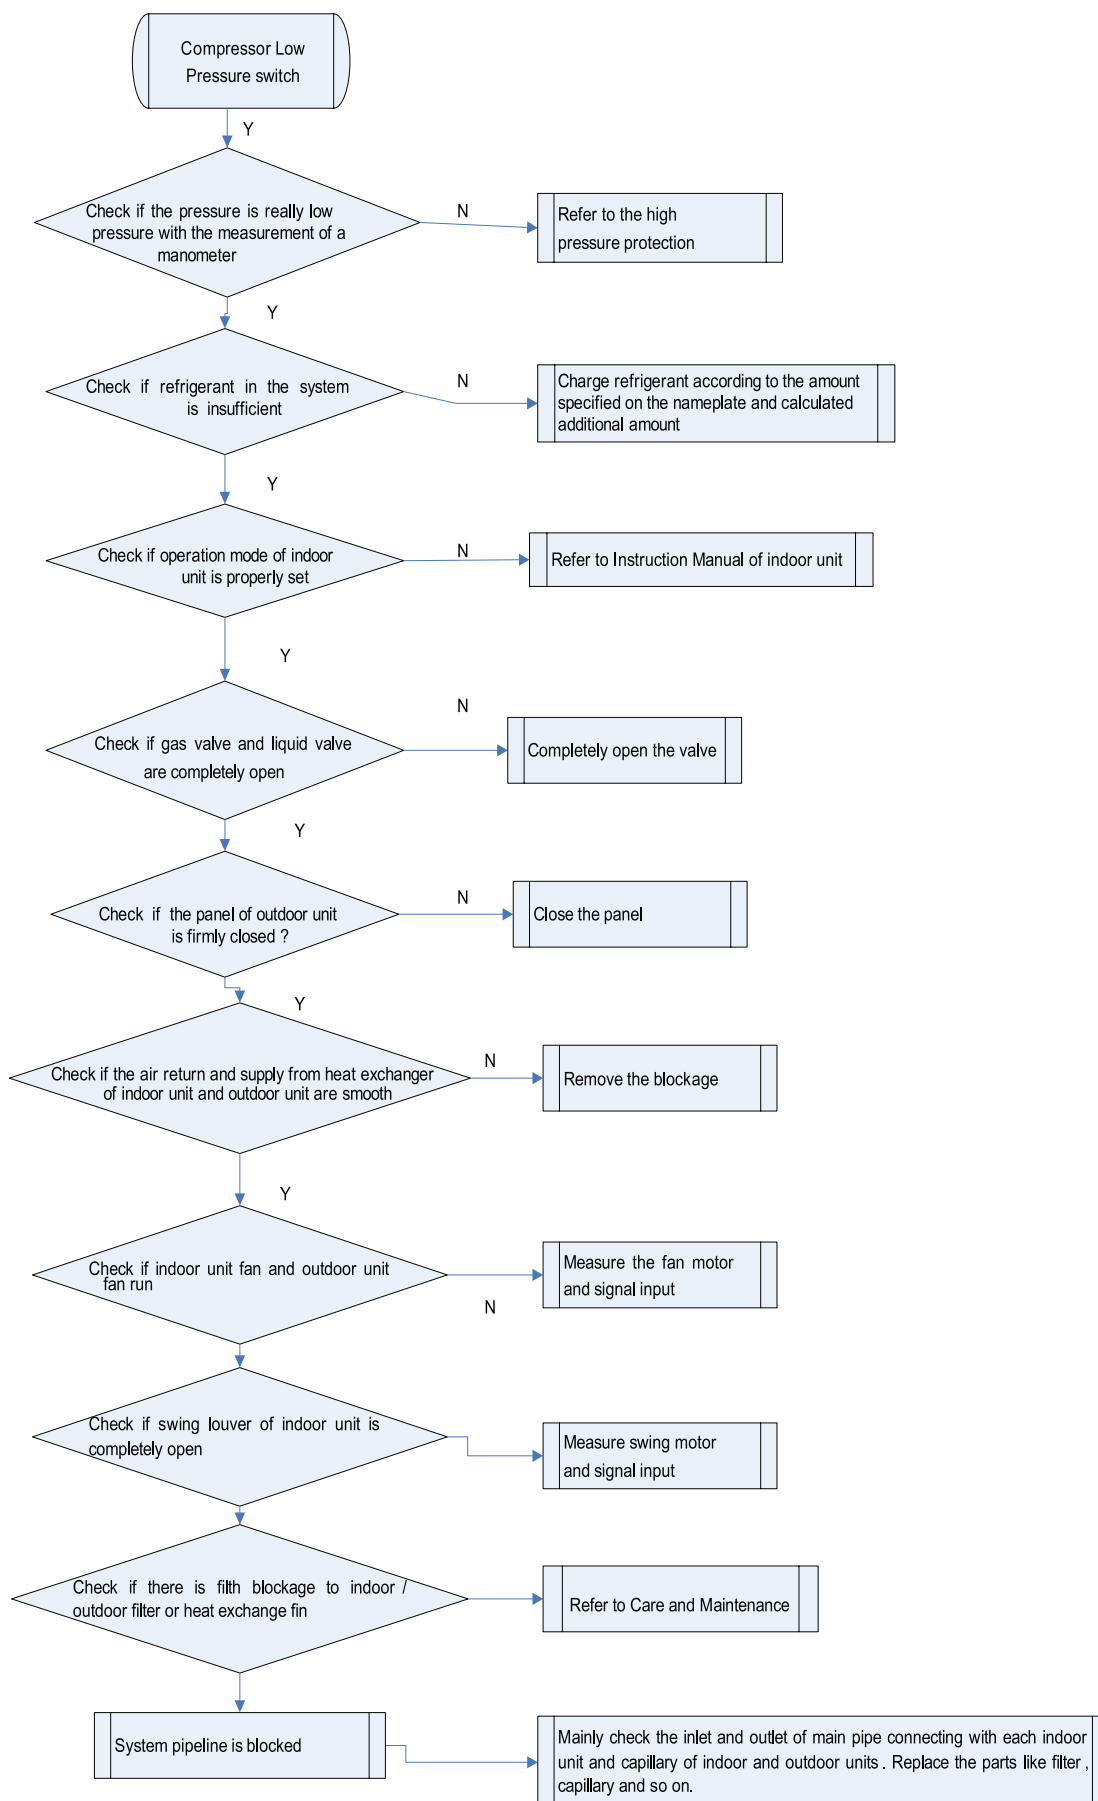 Compressor Low
Pressure switch
Y
Check if the pressure is really low
pressure with the measurement of a
manometer
N
Refer to the high
pressure protection
Y
Check if refrigerant in the system
is insufficient
N
Charge refrigerant according to the amount
specified on the nameplate and calculated
additional amount
Y
Check if operation mode of indoor
unit is properly set
N
Refer to Instruction Manual of indoor unit
Y
Check if gas valve and liquid valve
are completely open
N
Completely open the valve
Y
Check if the panel of outdoor unit
is firmly closed ?
N
Close the panel
Y
Check if the air return and supply from heat exchanger
of indoor unit and outdoor unit are smooth
N
Remove the blockage
Y
Check if indoor unit fan and outdoor unit
fan run
N
Measure the fan motor
and signal input
Check if swing louver of indoor unit is
completely open
Measure swing motor
and signal input
Check if there is filth blockage to indoor /
outdoor filter or heat exchange fin
Refer to Care and Maintenance
System pipeline is blocked
Mainly check the inlet and outlet of main pipe connecting with each indoor
unit and capillary of indoor and outdoor units . Replace the parts like filter ,
capillary and so on.